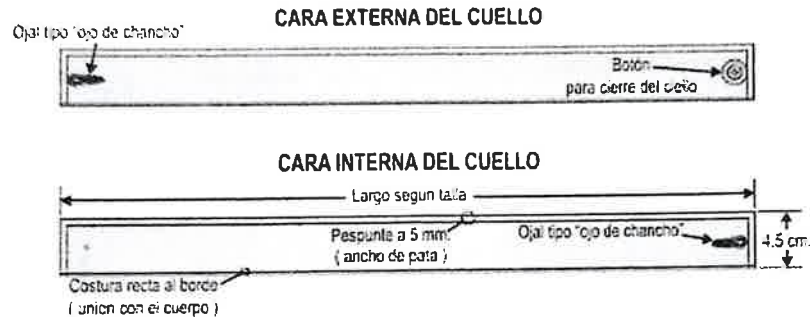 CARA EXTERNA DEL CUELLO
Ojal tipo "ojo de chancho"
Botón
para cierre del cuello
CARA INTERNA DEL CUELLO
Largo segun talla
Pespunte a 5 mm.
( ancho de pata )
Ojal tipo "ojo de chancho"
4.5 cm.
Costura recta al borde
( union con el cuerpo )